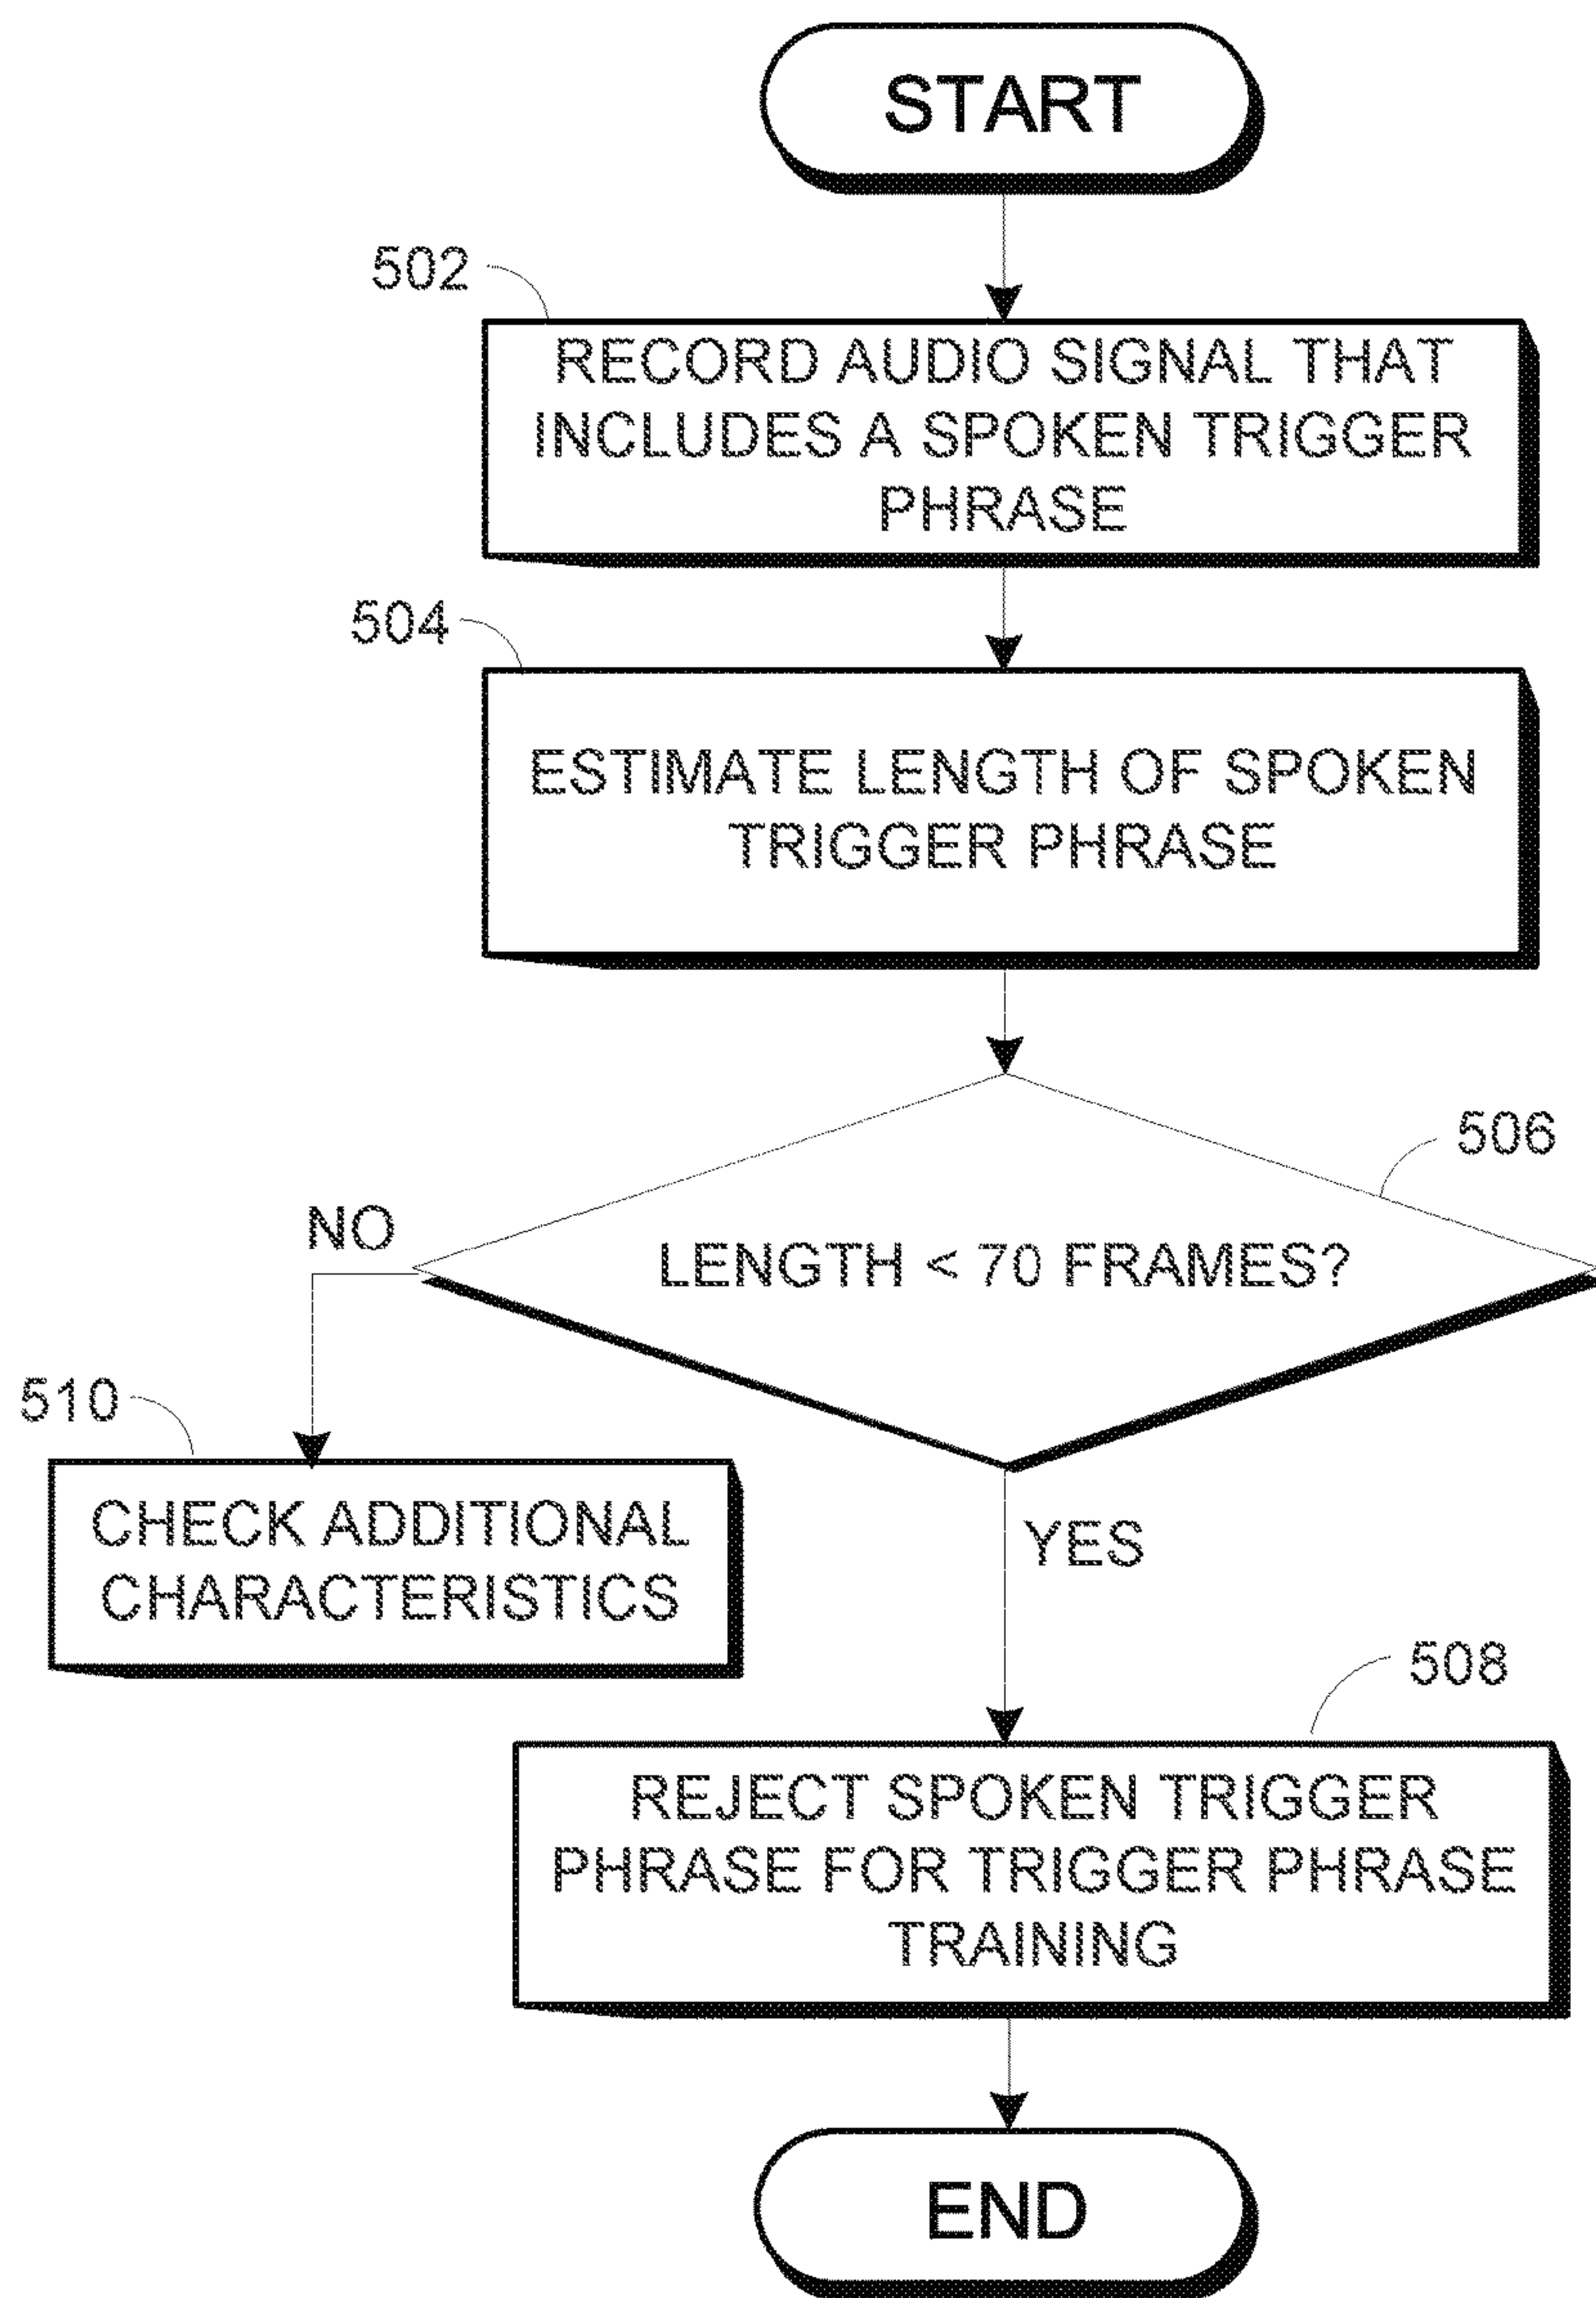 START
502
RECORD AUDIO SIGNAL THAT
INCLUDES A SPOKEN TRIGGER
PHRASE
504
ESTIMATE LENGTH OF SPOKEN
TRIGGER PHRASE
506
LENGTH < 70 FRAMES?
NO
510
CHECK ADDITIONAL
CHARACTERISTICS
YES
508
REJECT SPOKEN TRIGGER
PHRASE FOR TRIGGER PHRASE
TRAINING
END